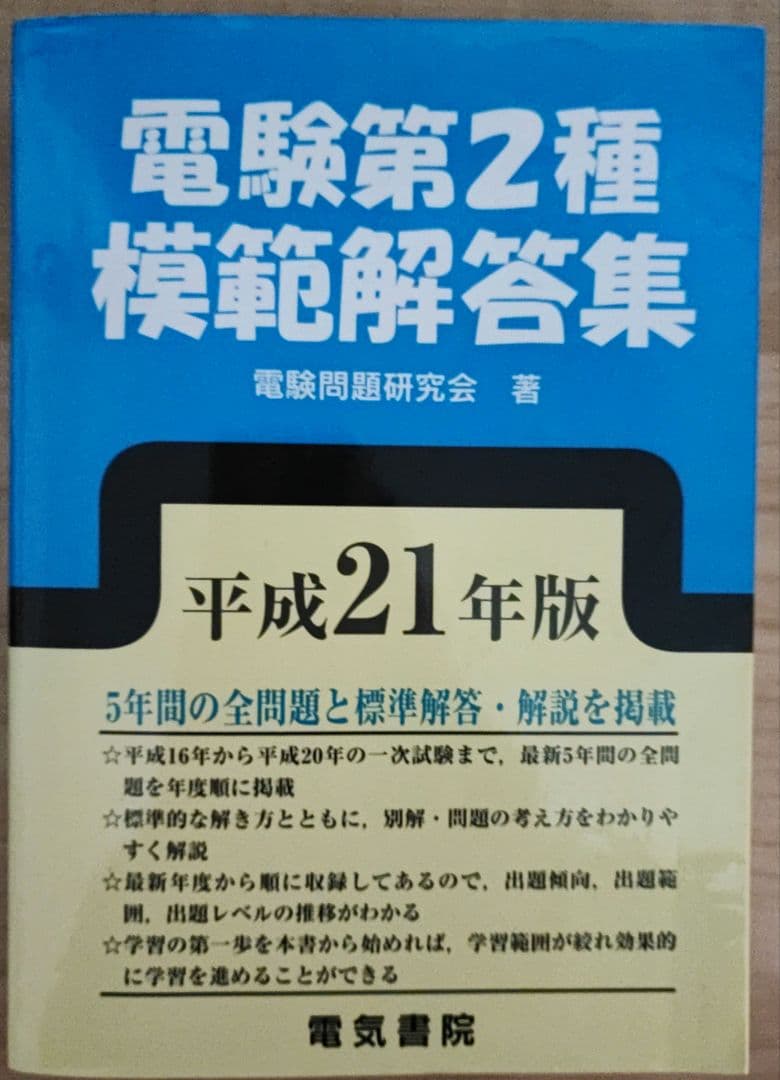 電験第2種
模範解答集
電験問題研究会 著
平成21年版
5年間の全問題と標準解答・解説を掲載
☆平成16年から平成20年の一次試験まで，最新5年間の全問
題を年度順に掲載
☆標準的な解き方とともに，別解・問題の考え方をわかりや
すく解説
☆最新年度から順に収録してあるので，出題傾向，出題範
囲，出題レベルの推移がわかる
☆学習の第一歩を本書から始めれば，学習範囲が絞れ効果的
に学習を進めることができる
電気書院